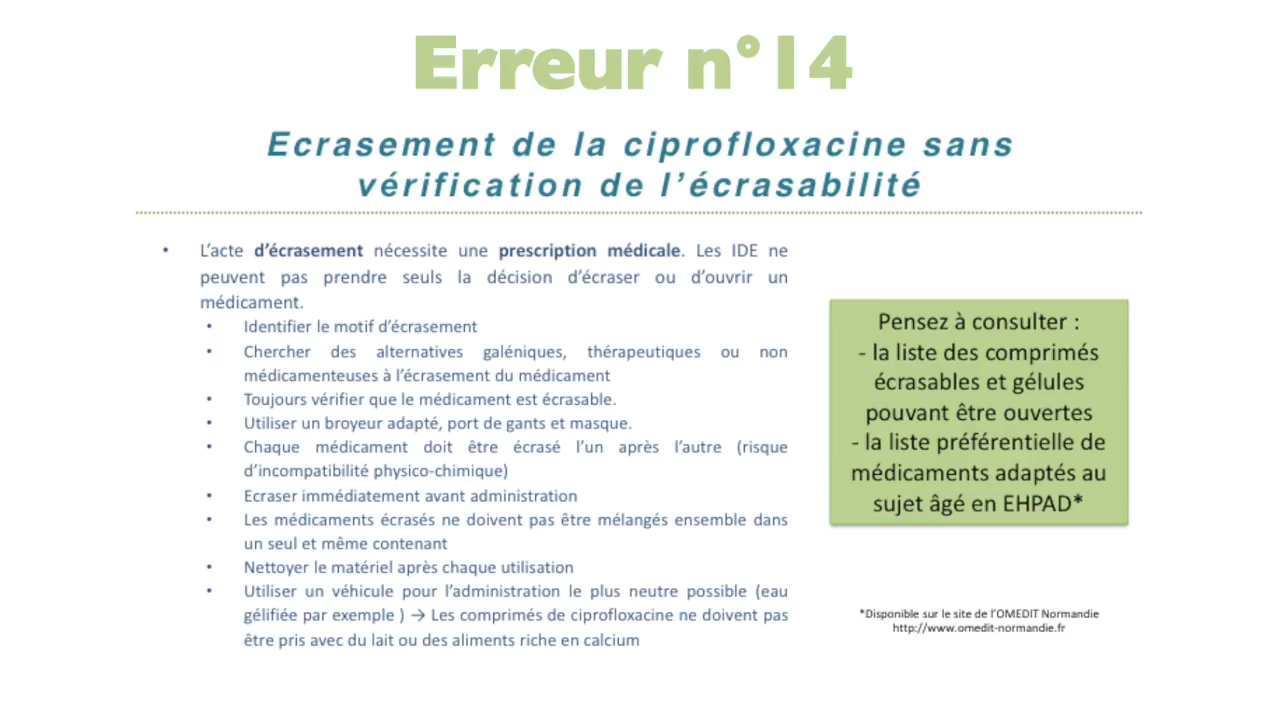 Erreur n°14
Ecrasement de la ciprofloxacine sans
vérification de l’écrasabilité
• L’acte d’écrasement nécessite une prescription médicale. Les IDE ne
peuvent pas prendre seuls la décision d’écraser ou d’ouvrir un
médicament.
• Identifier le motif d’écrasement
• Chercher des alternatives galéniques, thérapeutiques ou non
médicamenteuses à l’écrasement du médicament
• Toujours vérifier que le médicament est écrasable.
• Utiliser un broyeur adapté, port de gants et masque.
• Chaque médicament doit être écrasé l’un après l’autre (risque
d’incompatibilité physico-chimique)
• Ecraser immédiatement avant administration
• Les médicaments écrasés ne doivent pas être mélangés ensemble dans
un seul et même contenant
• Nettoyer le matériel après chaque utilisation
• Utiliser un véhicule pour l’administration le plus neutre possible (eau
gélifiée par exemple ) → Les comprimés de ciprofloxacine ne doivent pas
être pris avec du lait ou des aliments riche en calcium
Pensez à consulter :
- la liste des comprimés
écrasables et gélules
pouvant être ouvertes
- la liste préférentielle de
médicaments adaptés au
sujet âgé en EHPAD*
*Disponible sur le site de l’OMEDIT Normandie
http://www.omedit-normandie.fr